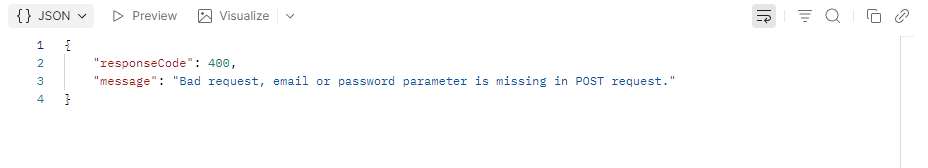 {} JSON Preview Visualize
1 {
2 "responseCode": 400,
3 "message": "Bad request, email or password parameter is missing in POST request."
4 }